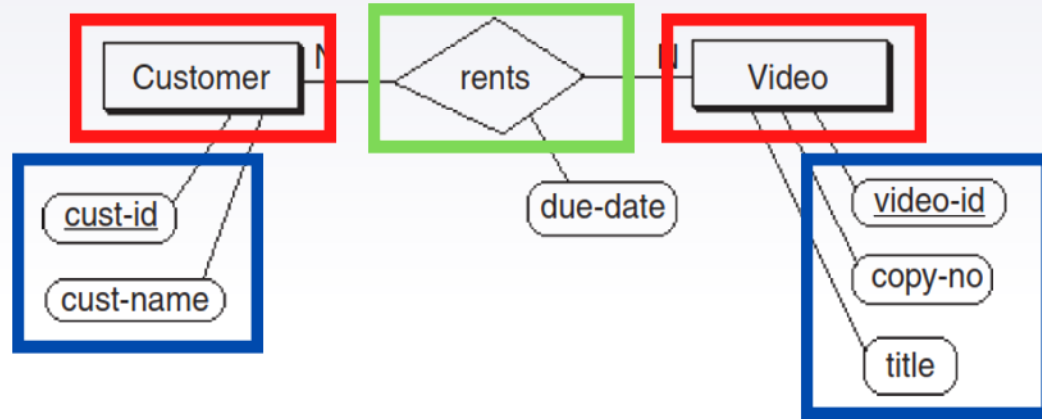 Customer
N
rents
N
Video
cust-id
cust-name
due-date
video-id
copy-no
title